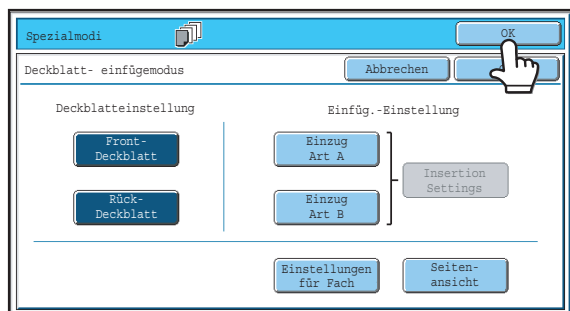 Spezialmodi
OK
Deckblatt- einfügemodus
Abbrechen
Deckblatteinstellung
Einfüg.-Einstellung
Front-
Deckblatt
Einzug
Art A
Insertion
Settings
Rück-
Deckblatt
Einzug
Art B
Einstellungen
für Fach
Seiten-
ansicht